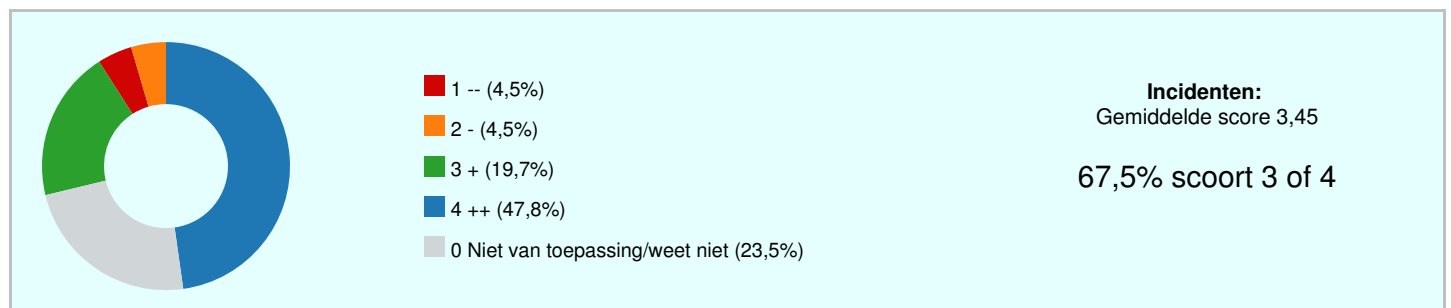 1 -- (4,5%)
2 - (4,5%)
3 + (19,7%)
4 ++ (47,8%)
0 Niet van toepassing/weet niet (23,5%)
Incidenten:
Gemiddelde score 3,45
67,5% scoort 3 of 4